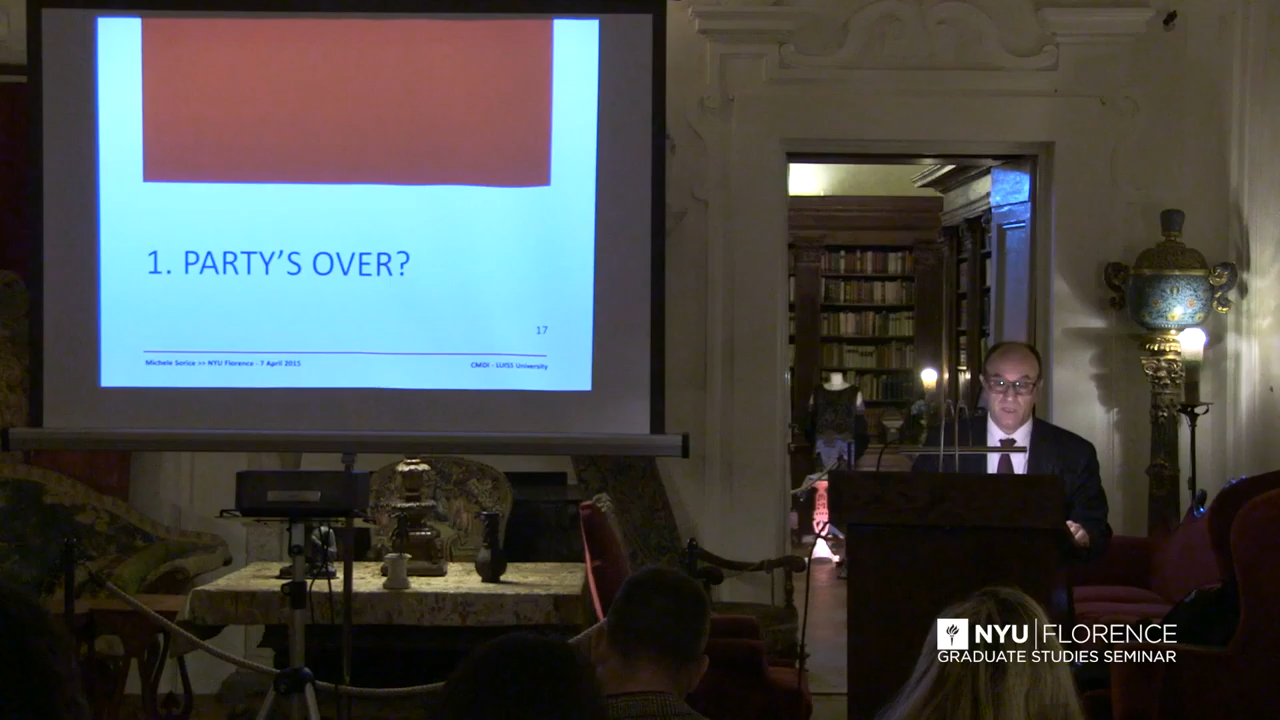 1. PARTY'S OVER?
17
Michele Sorice >> NYU Florence - 7 April 2015
CMDI - LUISS University
NYU FLORENCE
GRADUATE STUDIES SEMINAR